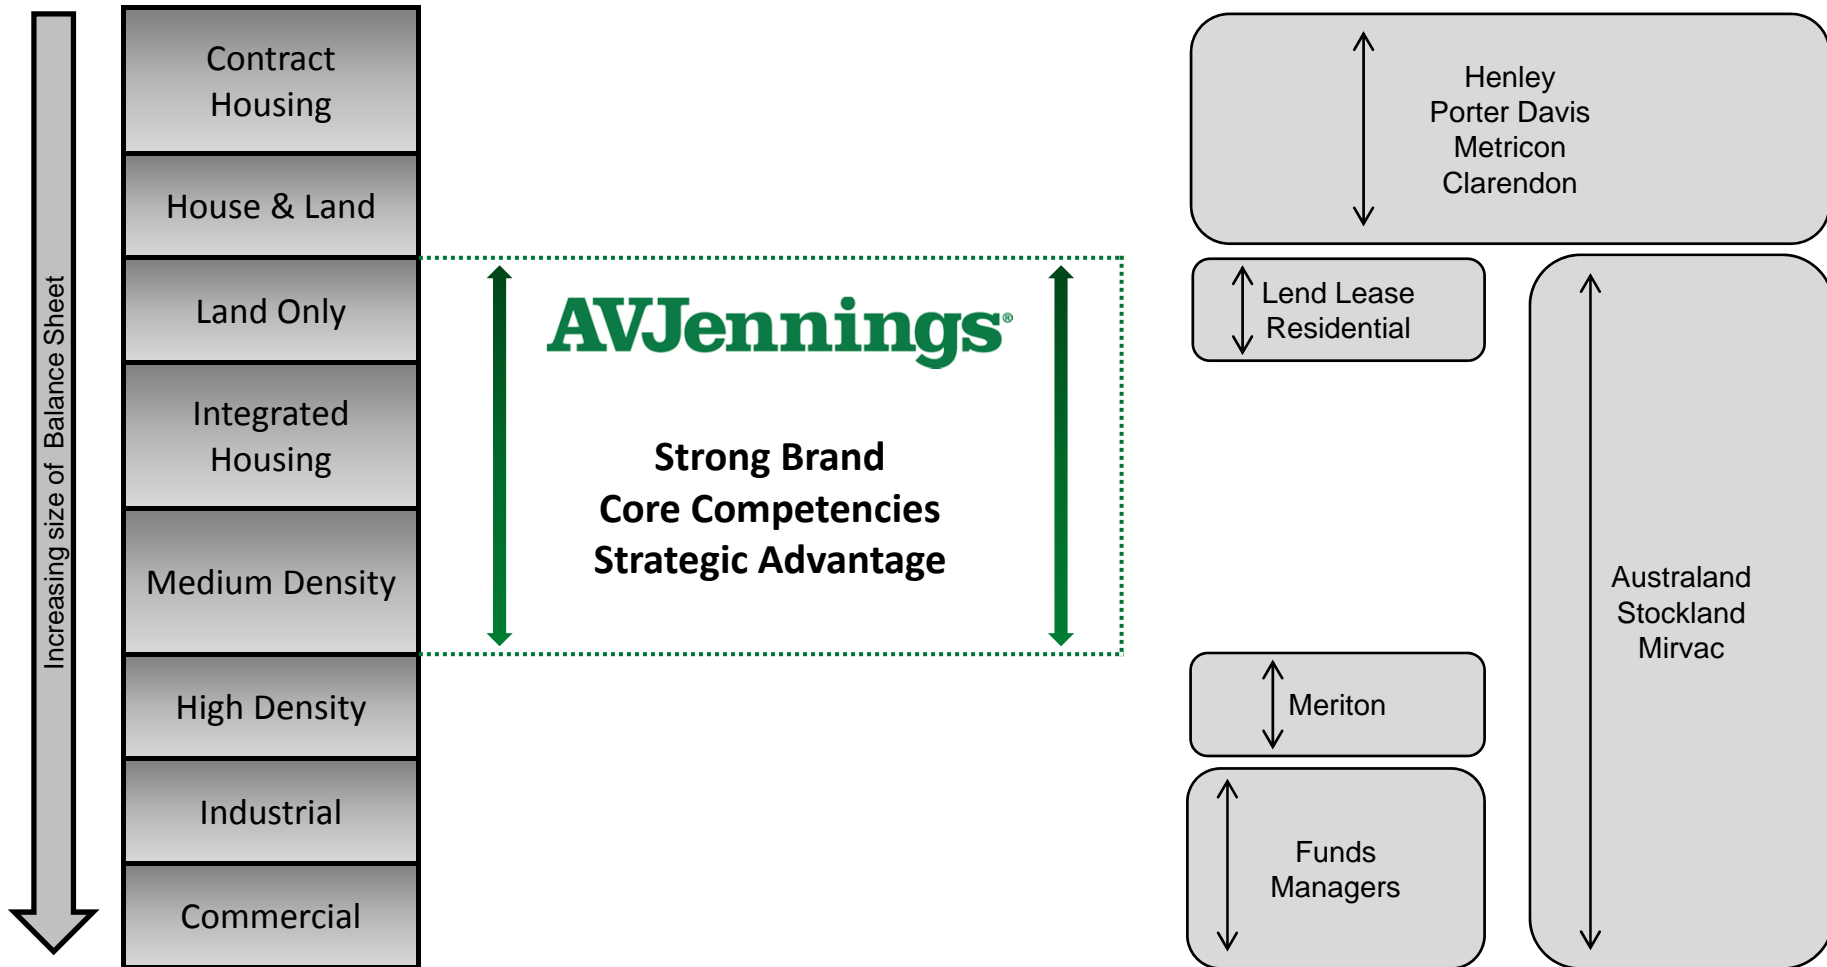 Increasing size of Balance Sheet
Contract
Housing
House & Land
Land Only
Integrated
Housing
Medium Density
High Density
Industrial
Commercial
AVJennings®
Strong Brand
Core Competencies
Strategic Advantage
Henley
Porter Davis
Metricon
Clarendon
Lend Lease
Residential
Meriton
Funds
Managers
Australand
Stockland
Mirvac